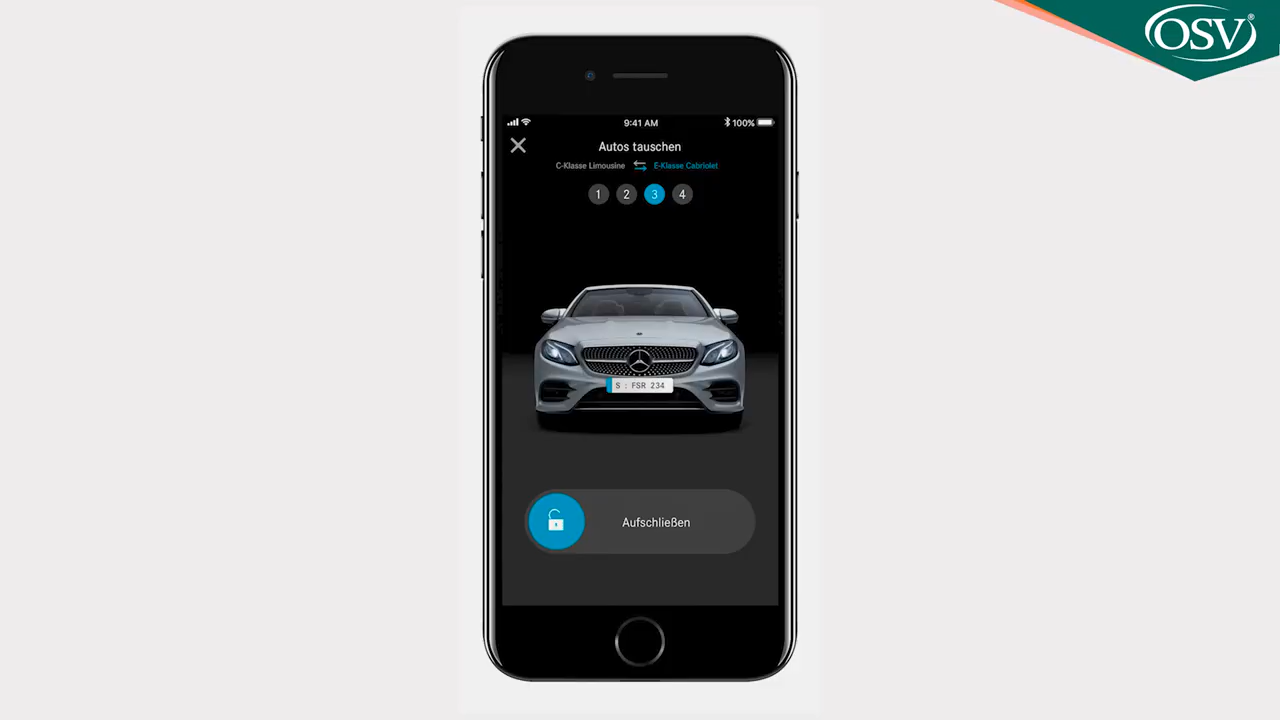 OSV®
9:41 AM
100%
Autos tauschen
C-Klasse Limousine E-Klasse Cabriolet
1 2 3 4
S : FSR 234
Aufschließen